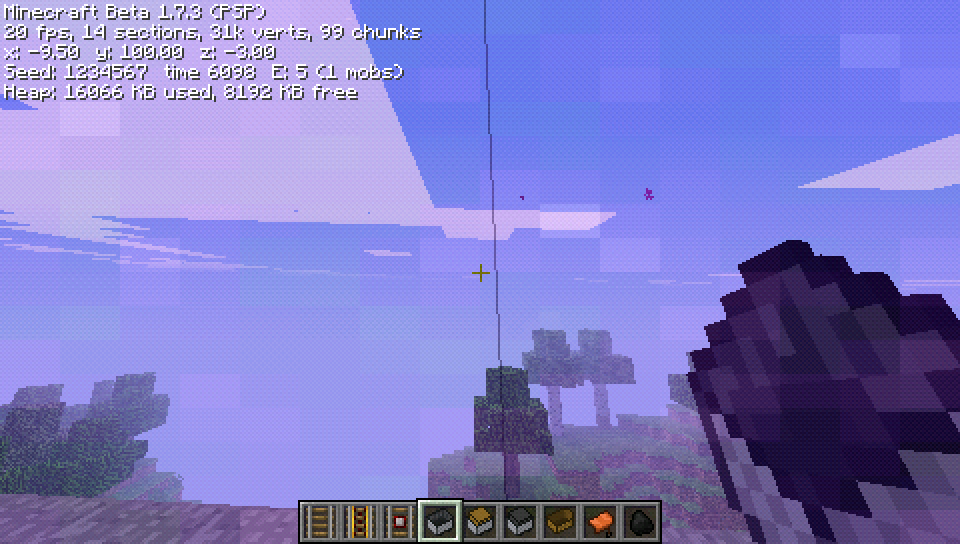 Minecraft Beta 1.7.3 (PSP)
20 fps, 14 sections, 31k verts, 99 chunks
x: -9.50 y: 100.00 z: -3.00
Seed: 1234567 time 6098 E: 5 (1 mobs)
Heap: 16066 KB used, 8192 KB free